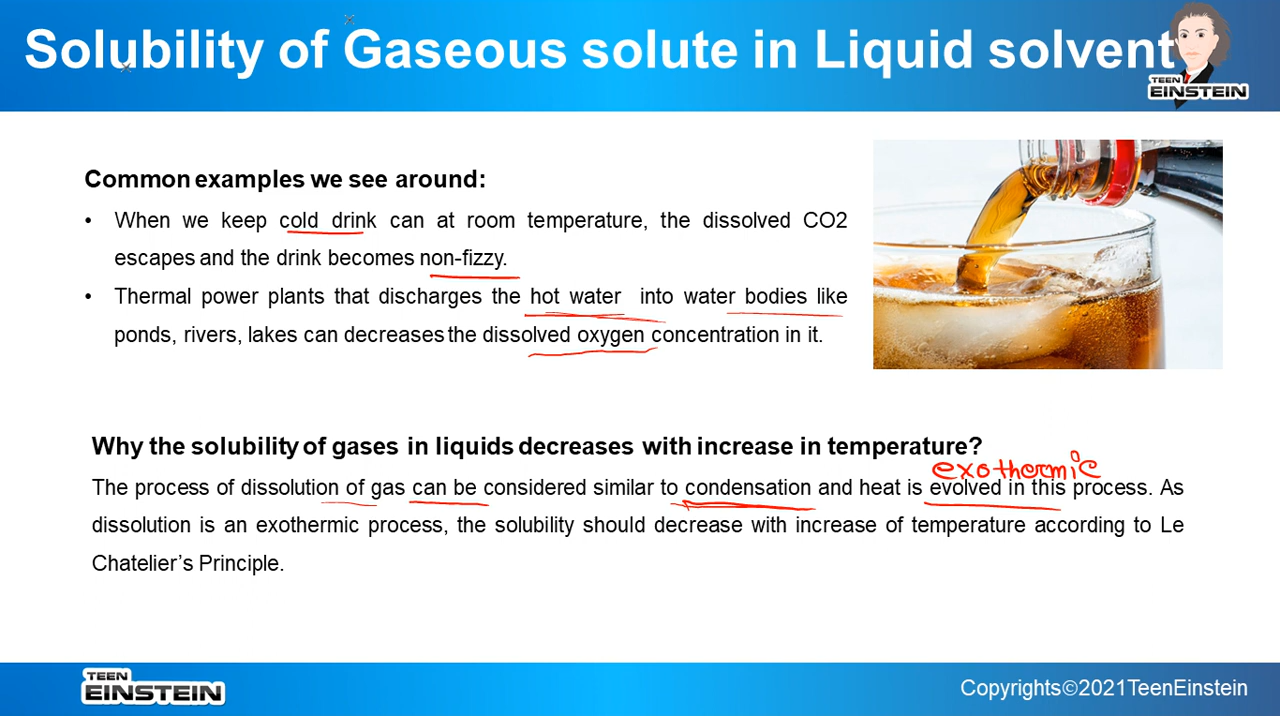 Solubility of Gaseous solute in Liquid solvent
TEEN
EINSTEIN
Common examples we see around:
• When we keep cold drink can at room temperature, the dissolved CO2
escapes and the drink becomes non-fizzy.
• Thermal power plants that discharges the hot water into water bodies like
ponds, rivers, lakes can decreases the dissolved oxygen concentration in it.
Why the solubility of gases in liquids decreases with increase in temperature?
exothermic
The process of dissolution of gas can be considered similar to condensation and heat is evolved in this process. As
dissolution is an exothermic process, the solubility should decrease with increase of temperature according to Le
Chatelier’s Principle.
TEEN
EINSTEIN
Copyrights©2021TeenEinstein